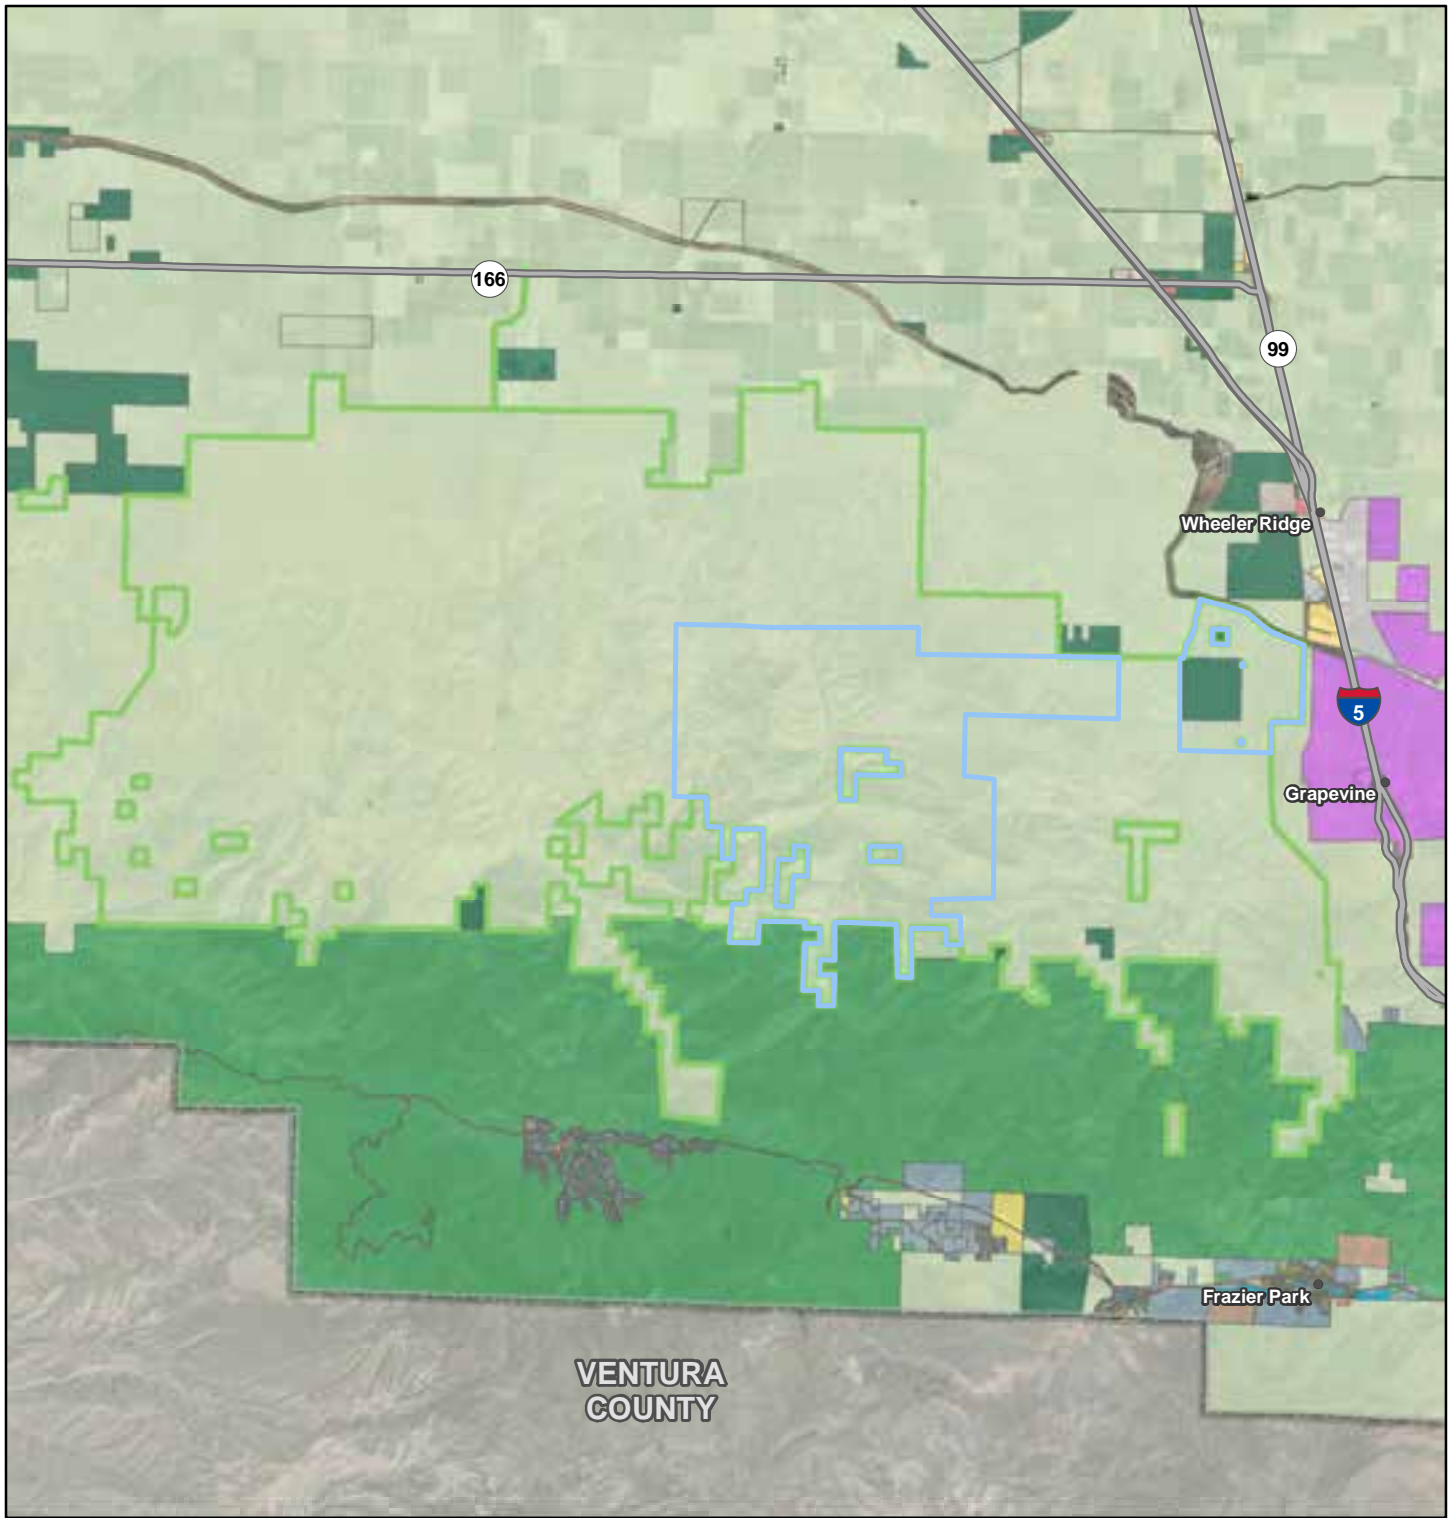 166
99
Wheeler Ridge
5
Grapevine
Frazier Park
VENTURA
COUNTY